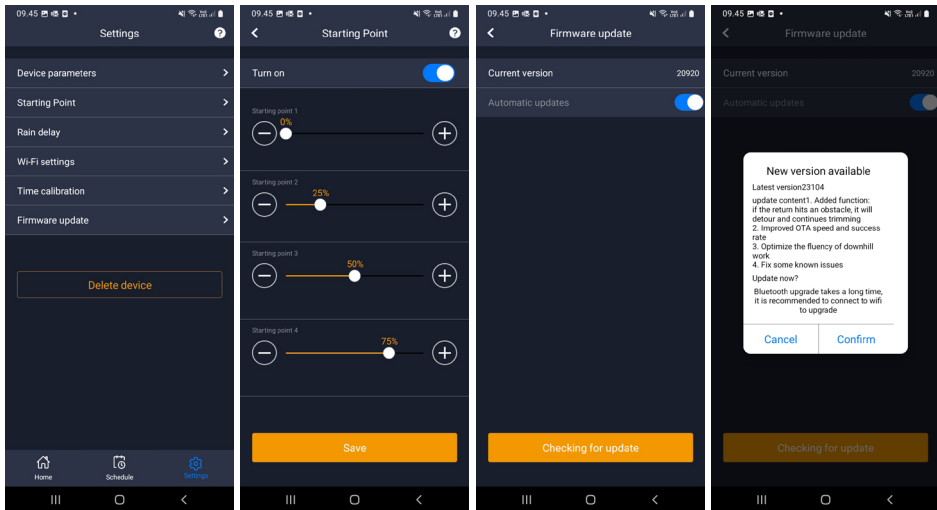 09.45
Settings
Device parameters
Starting Point
Rain delay
Wi-Fi settings
Time calibration
Firmware update
Delete device
Home
Schedule
Settings
09.45
Starting Point
Turn on
Starting point 1
0%
Starting point 2
25%
Starting point 3
50%
Starting point 4
75%
Save
09.45
Firmware update
Current version 20920
Automatic updates
Checking for update
09.45
Firmware update
Current version 20920
Automatic updates
New version available
Latest version23104
update content1. Added function:
if the return hits an obstacle, it will
detour and continues trimming
2. Improved OTA speed and success
rate
3. Optimize the fluency of downhill
work
4. Fix some known issues
Update now?
Bluetooth upgrade takes a long time,
it is recommended to connect to wifi
to upgrade
Cancel Confirm
Checking for update